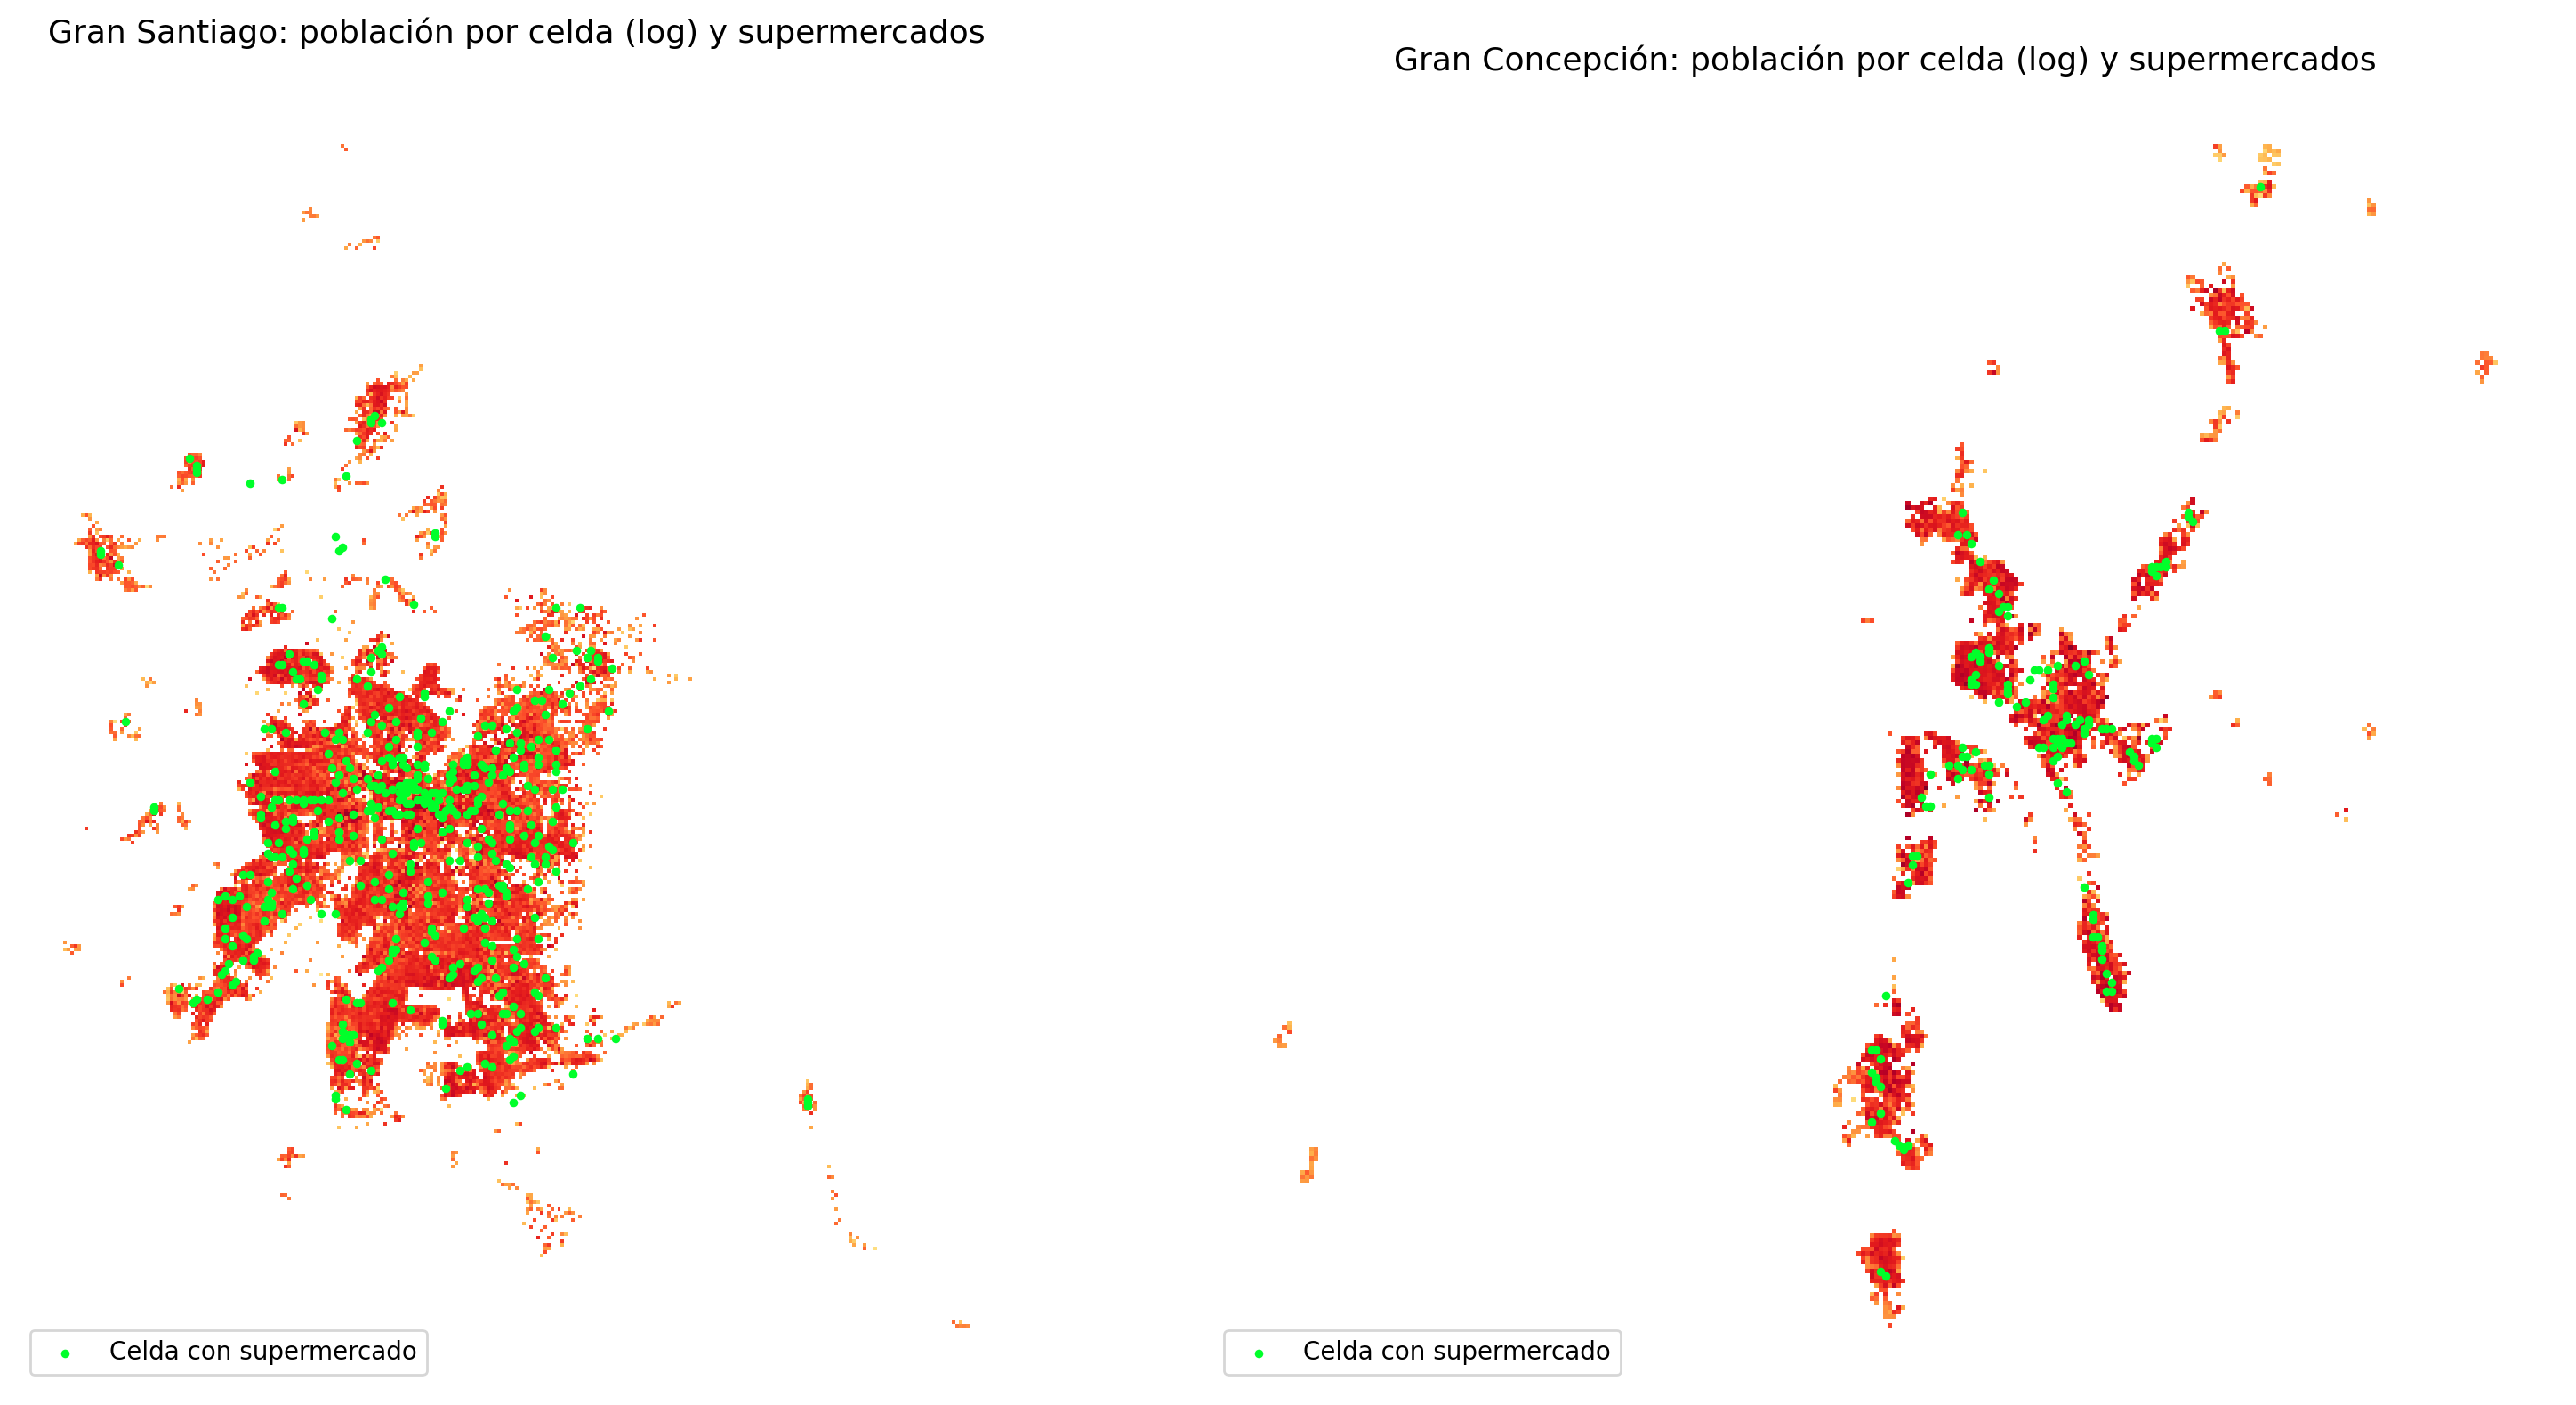 Gran Santiago: población por celda (log) y supermercados
Gran Concepción: población por celda (log) y supermercados
Celda con supermercado
Celda con supermercado